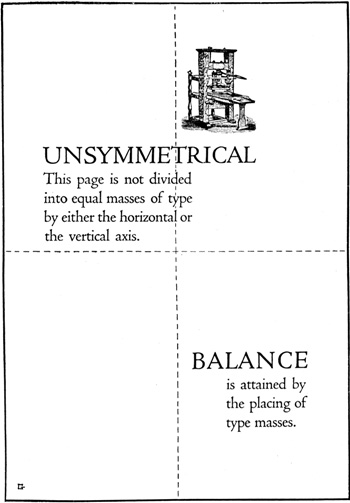 UNSYMMETRICAL
This page is not divided
into equal masses of type
by either the horizontal or
the vertical axis.
BALANCE
is attained by
the placing of
type masses.